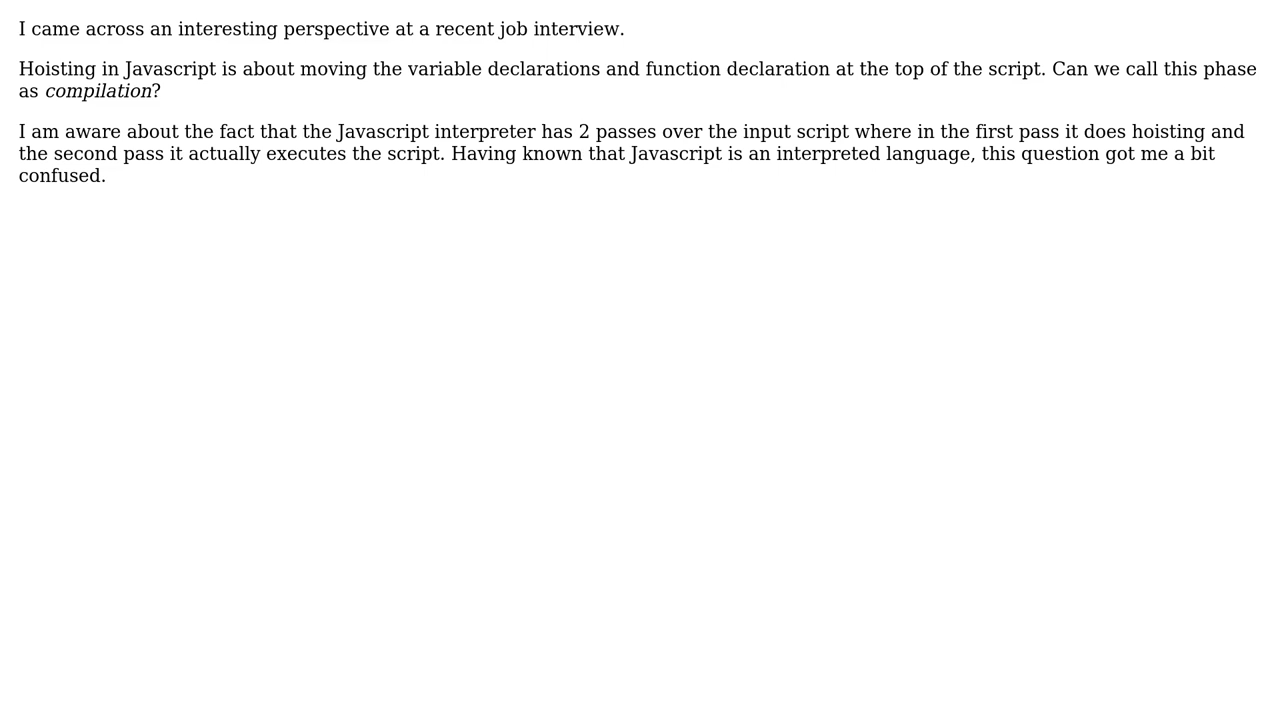 I came across an interesting perspective at a recent job interview.
Hoisting in Javascript is about moving the variable declarations and function declaration at the top of the script. Can we call this phase
as compilation?
I am aware about the fact that the Javascript interpreter has 2 passes over the input script where in the first pass it does hoisting and
the second pass it actually executes the script. Having known that Javascript is an interpreted language, this question got me a bit
confused.